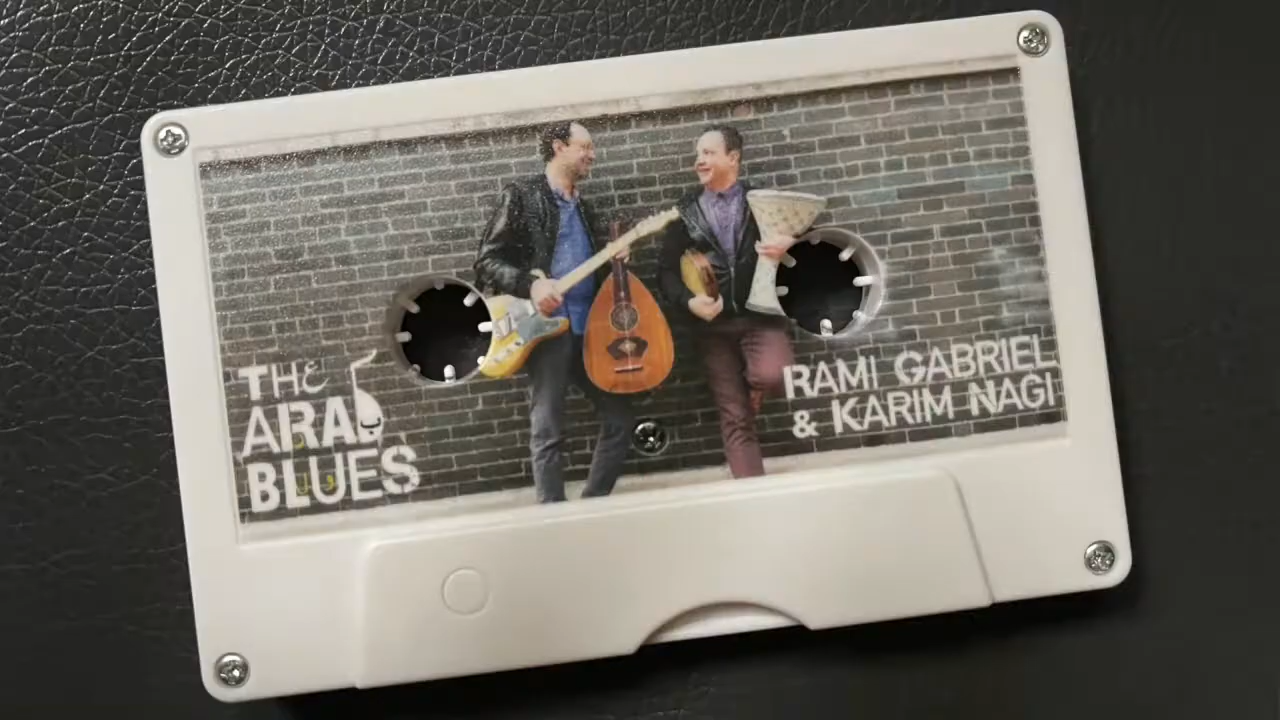 THE
ARAB
BLUES
RAMI GABRIEL
& KARIM NAGI